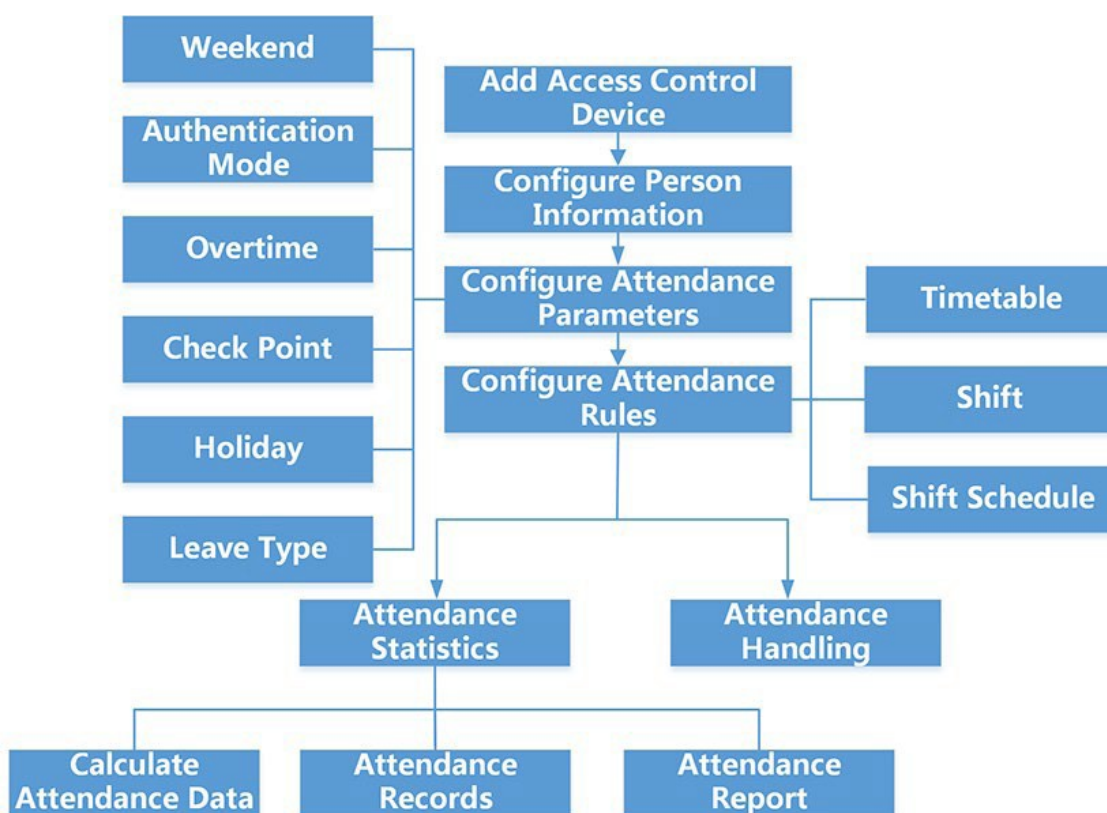 Weekend
Authentication
Mode
Overtime
Check Point
Holiday
Leave Type
Add Access Control
Device
Configure Person
Information
Configure Attendance
Parameters
Configure Attendance
Rules
Timetable
Shift
Shift Schedule
Attendance
Statistics
Attendance
Handling
Calculate
Attendance Data
Attendance
Records
Attendance
Report